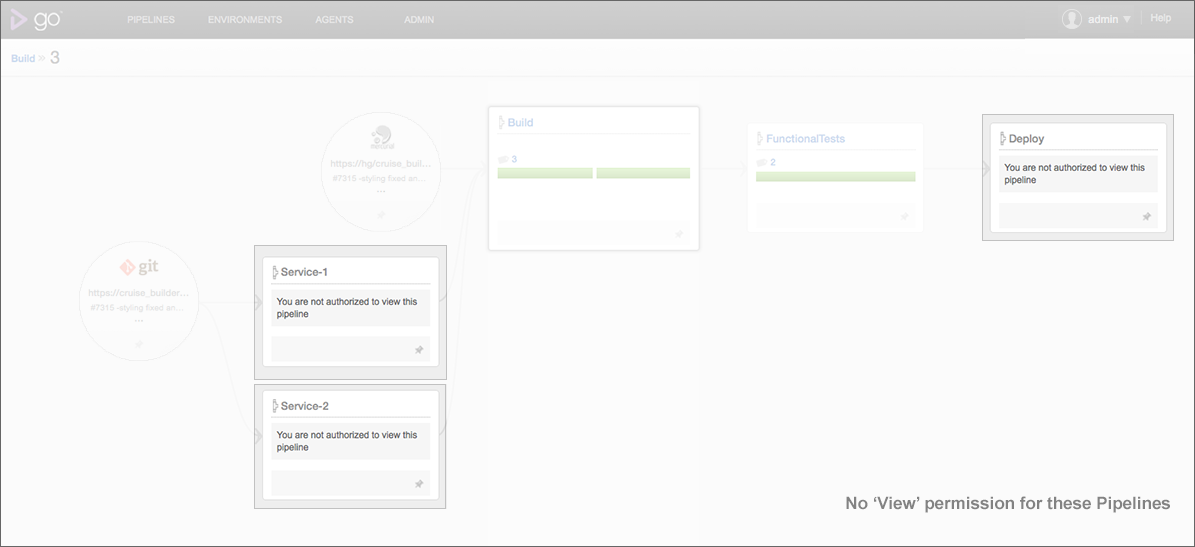 go
PIPELINES ENVIRONMENTS AGENTS ADMIN
admin
Help
Build » 3
mercurial
https://hg/cruise_buil...
#7315 -styling fixed an...
...
git
https://cruise_builder...
#7315 -styling fixed an...
...
Service-1
You are not authorized to view this
pipeline
Service-2
You are not authorized to view this
pipeline
Build
3
FunctionalTests
2
Deploy
You are not authorized to view this
pipeline
No ‘View’ permission for these Pipelines